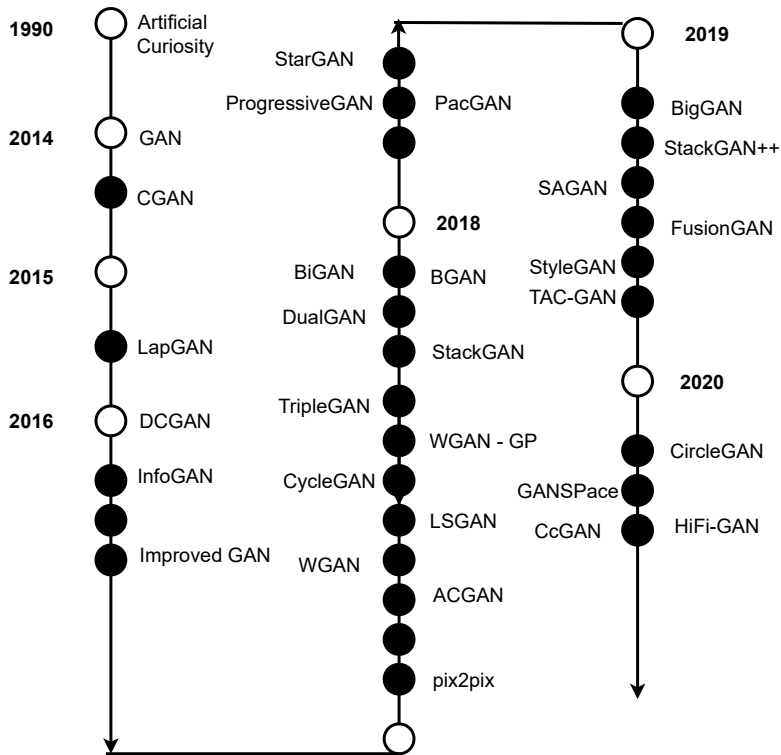 1990
Artificial
Curiosity
2014
GAN
CGAN
2015
LapGAN
2016
DCGAN
InfoGAN
Improved GAN
StarGAN
ProgressiveGAN
PacGAN
2018
BiGAN
BGAN
DualGAN
StackGAN
TripleGAN
WGAN - GP
CycleGAN
LSGAN
WGAN
ACGAN
pix2pix
2019
BigGAN
StackGAN++
SAGAN
FusionGAN
StyleGAN
TAC-GAN
2020
CircleGAN
GANSPace
CcGAN
HiFi-GAN